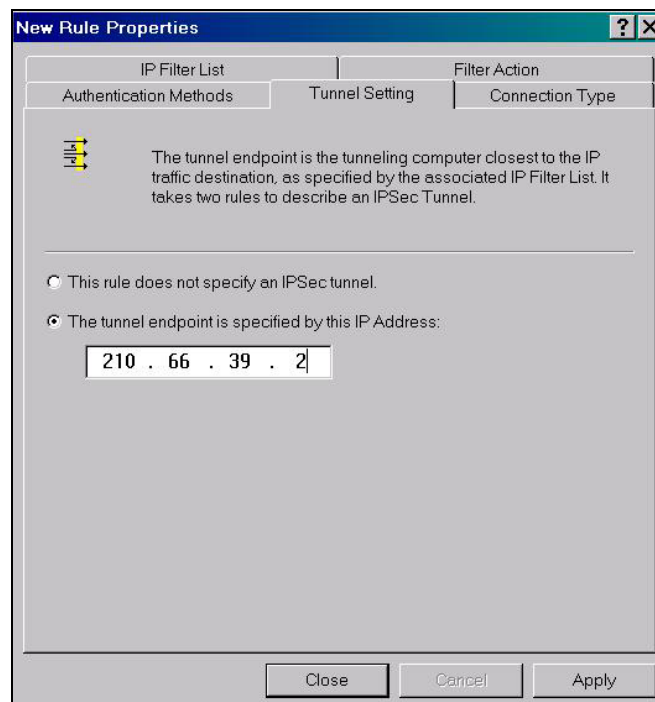 New Rule Properties
IP Filter List
Filter Action
Authentication Methods
Tunnel Setting
Connection Type
The tunnel endpoint is the tunneling computer closest to the IP
traffic destination, as specified by the associated IP Filter List. It
takes two rules to describe an IPSec Tunnel.
This rule does not specify an IPSec tunnel.
The tunnel endpoint is specified by this IP Address:
210 . 66 . 39 . 2
Close
Cancel
Apply